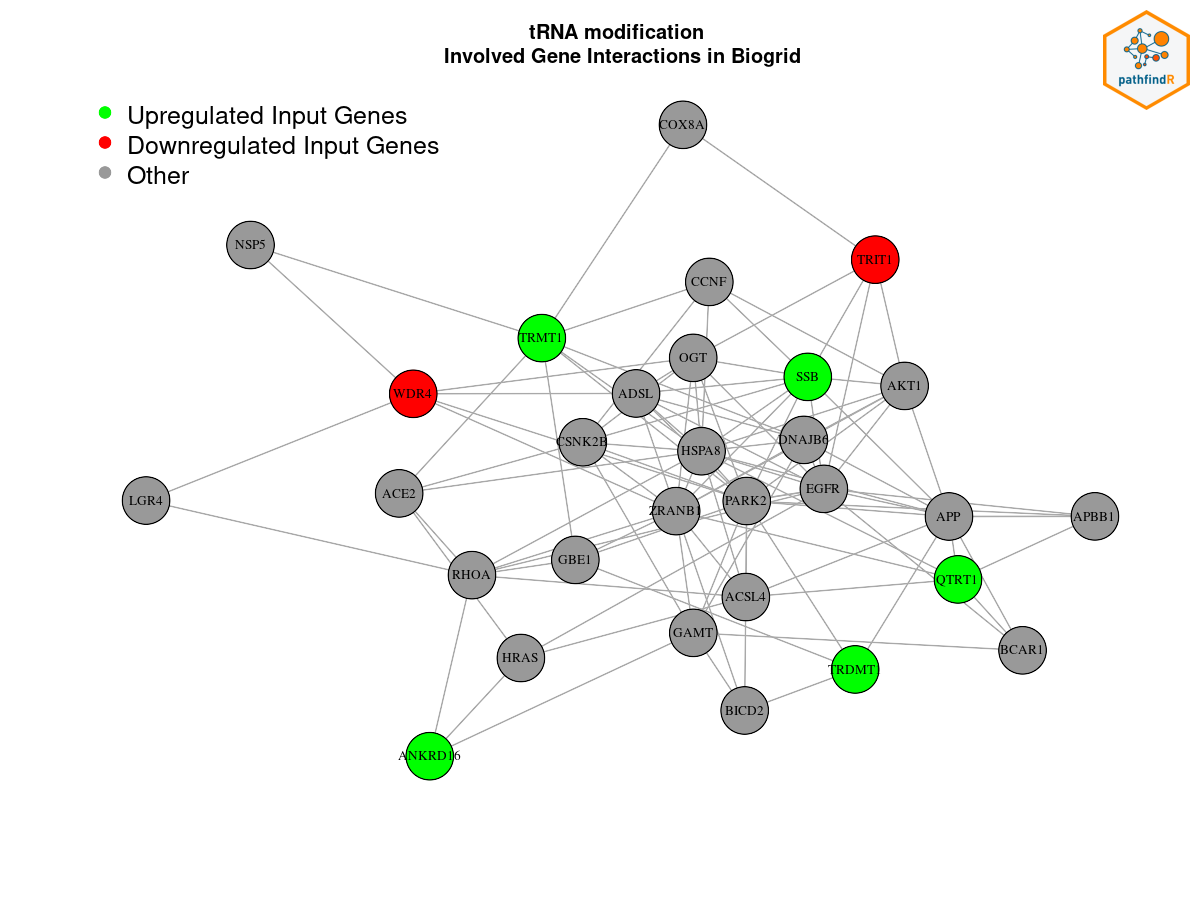 tRNA modification
Involved Gene Interactions in Biogrid
pathfindR
Upregulated Input Genes
Downregulated Input Genes
Other
COX8A
NSP5
TRIT1
CCNF
TRMT1
OGT
SSB
AKT1
WDR4
ADSL
CSNK2B
DNAJB6
HSPA8
EGFR
ACE2
LGR4
PARK2
ZRANB1
APP
APBB1
GBE1
RHOA
QTRT1
ACSL4
GAMT
BCAR1
HRAS
TRDMT1
BICD2
ANKRD16